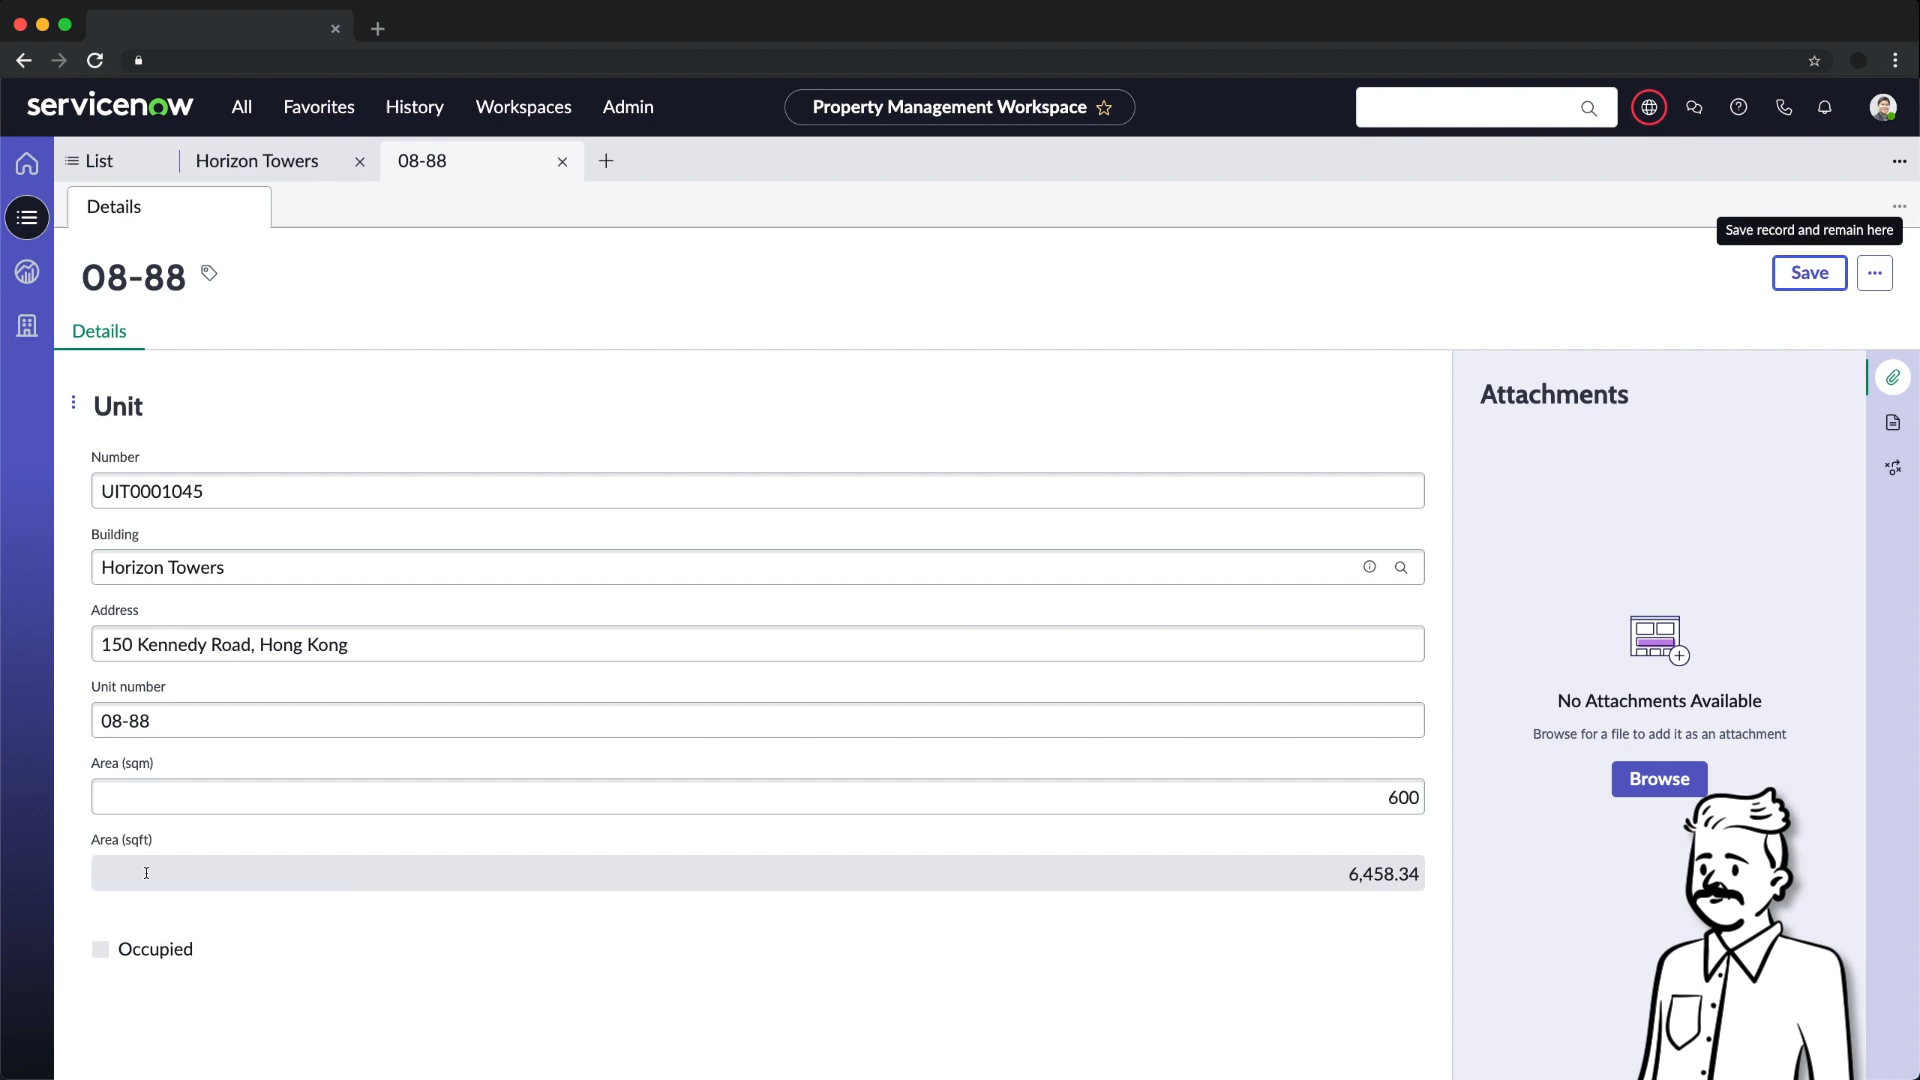 servicenow All Favorites History Workspaces Admin Property Management Workspace
List Horizon Towers 08-88
Details
Save record and remain here
08-88
Save
Details
Unit
Attachments
Number
UIT0001045
Building
Horizon Towers
Address
150 Kennedy Road, Hong Kong
Unit number
08-88
No Attachments Available
Browse for a file to add it as an attachment
Browse
Area (sqm)
600
Area (sqft)
6,458.34
Occupied